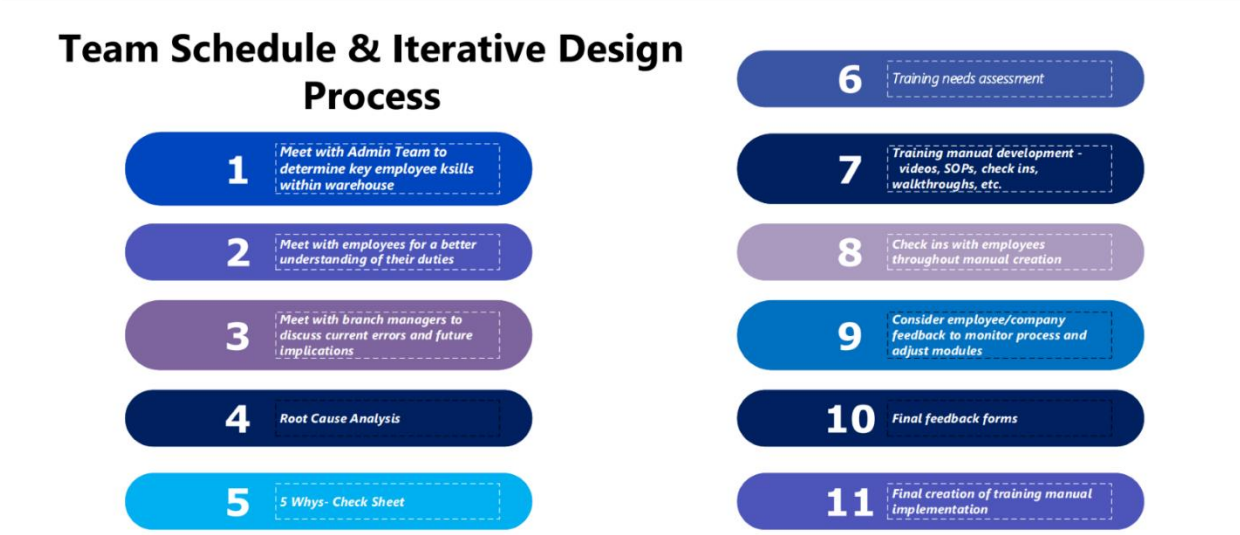 Team Schedule & Iterative Design
Process
1
Meet with Admin Team to
determine key employee ksills
within warehouse
2
Meet with employees for a better
understanding of their duties
3
Meet with branch managers to
discuss current errors and future
implications
4
Root Cause Analysis
5
5 Whys- Check Sheet
6
Training needs assessment
7
Training manual development -
videos, SOPs, check ins,
walkthroughs, etc.
8
Check ins with employees
throughout manual creation
9
Consider employee/company
feedback to monitor process and
adjust modules
10
Final feedback forms
11
Final creation of training manual
implementation